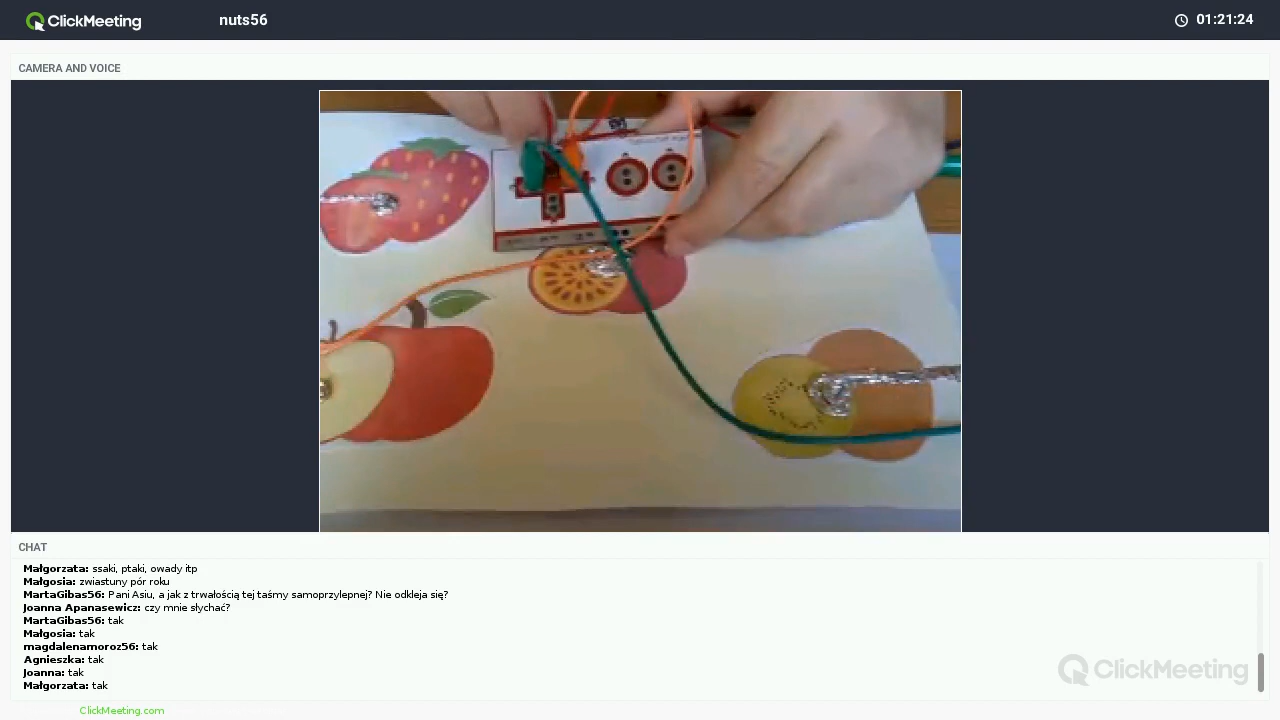 ClickMeeting
nuts56
01:21:24
CAMERA AND VOICE
CHAT
Małgorzata: ssaki, ptaki, owady itp
Małgosia: zwiastuny pór roku
MartaGibas56: Pani Asiu, a jak z trwałością tej taśmy samoprzylepnej? Nie odkleja się?
Joanna Apanasewicz: czy mnie słychać?
MartaGibas56: tak
Małgosia: tak
magdalenamoroz56: tak
Agnieszka: tak
Joanna: tak
Małgorzata: tak
ClickMeeting
ClickMeeting.com